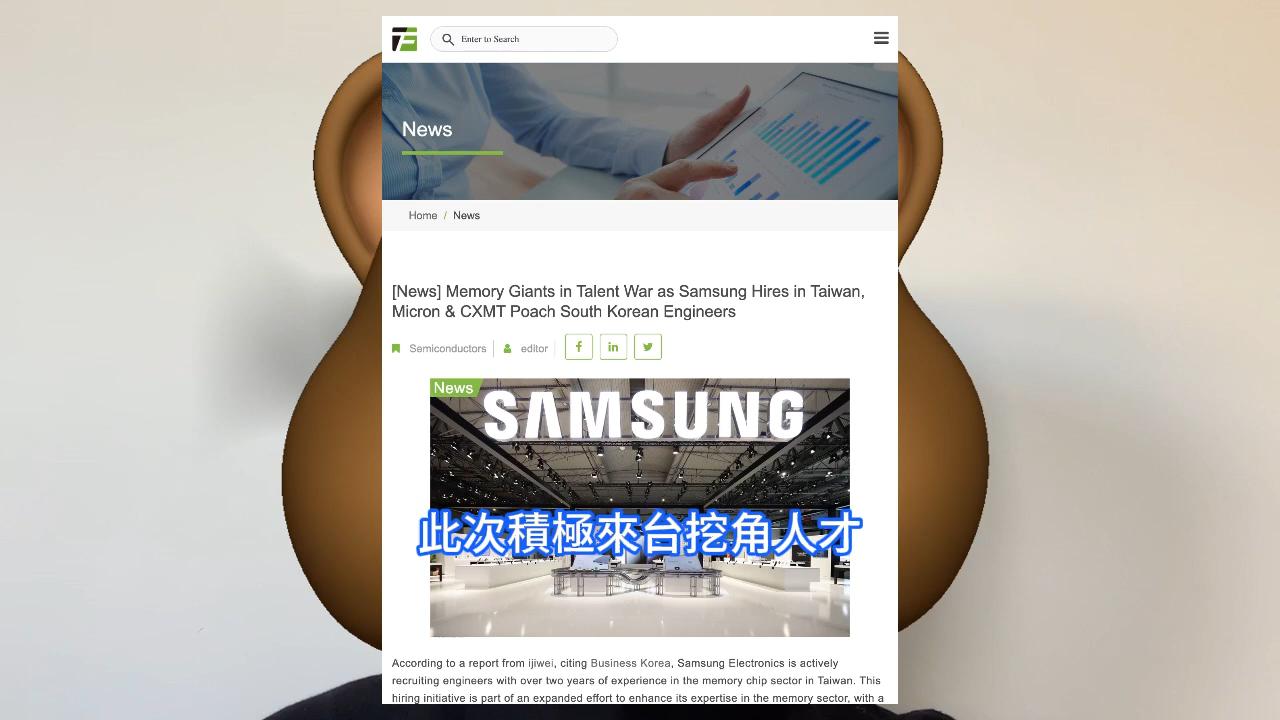 Enter to Search
News
Home / News
[News] Memory Giants in Talent War as Samsung Hires in Taiwan,
Micron & CXMT Poach South Korean Engineers
Semiconductors editor
News
SAMSUNG
此次積極來台挖角人才
According to a report from ijiwei, citing Business Korea, Samsung Electronics is actively
recruiting engineers with over two years of experience in the memory chip sector in Taiwan. This
hiring initiative is part of an expanded effort to enhance its expertise in the memory sector, with a